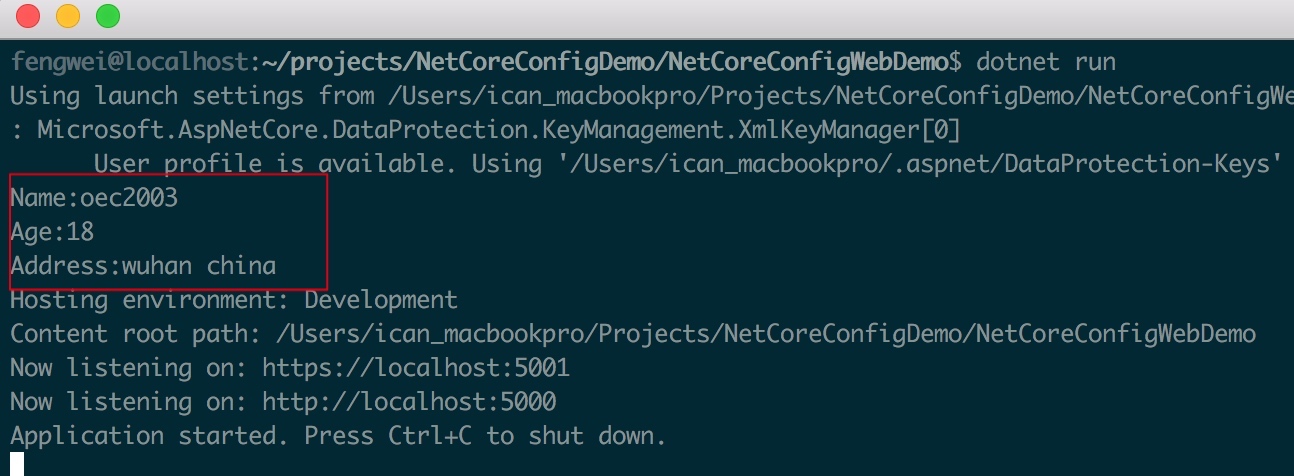 fengwei@localhost:~/projects/NetCoreConfigDemo/NetCoreConfigWebDemo$ dotnet run
Using launch settings from /Users/ican_macbookpro/Projects/NetCoreConfigDemo/NetCoreConfigWe
: Microsoft.AspNetCore.DataProtection.KeyManagement.XmlKeyManager[0]
User profile is available. Using '/Users/ican_macbookpro/.aspnet/DataProtection-Keys'
Name:oec2003
Age:18
Address:wuhan china
Hosting environment: Development
Content root path: /Users/ican_macbookpro/Projects/NetCoreConfigDemo/NetCoreConfigWebDemo
Now listening on: https://localhost:5001
Now listening on: http://localhost:5000
Application started. Press Ctrl+C to shut down.